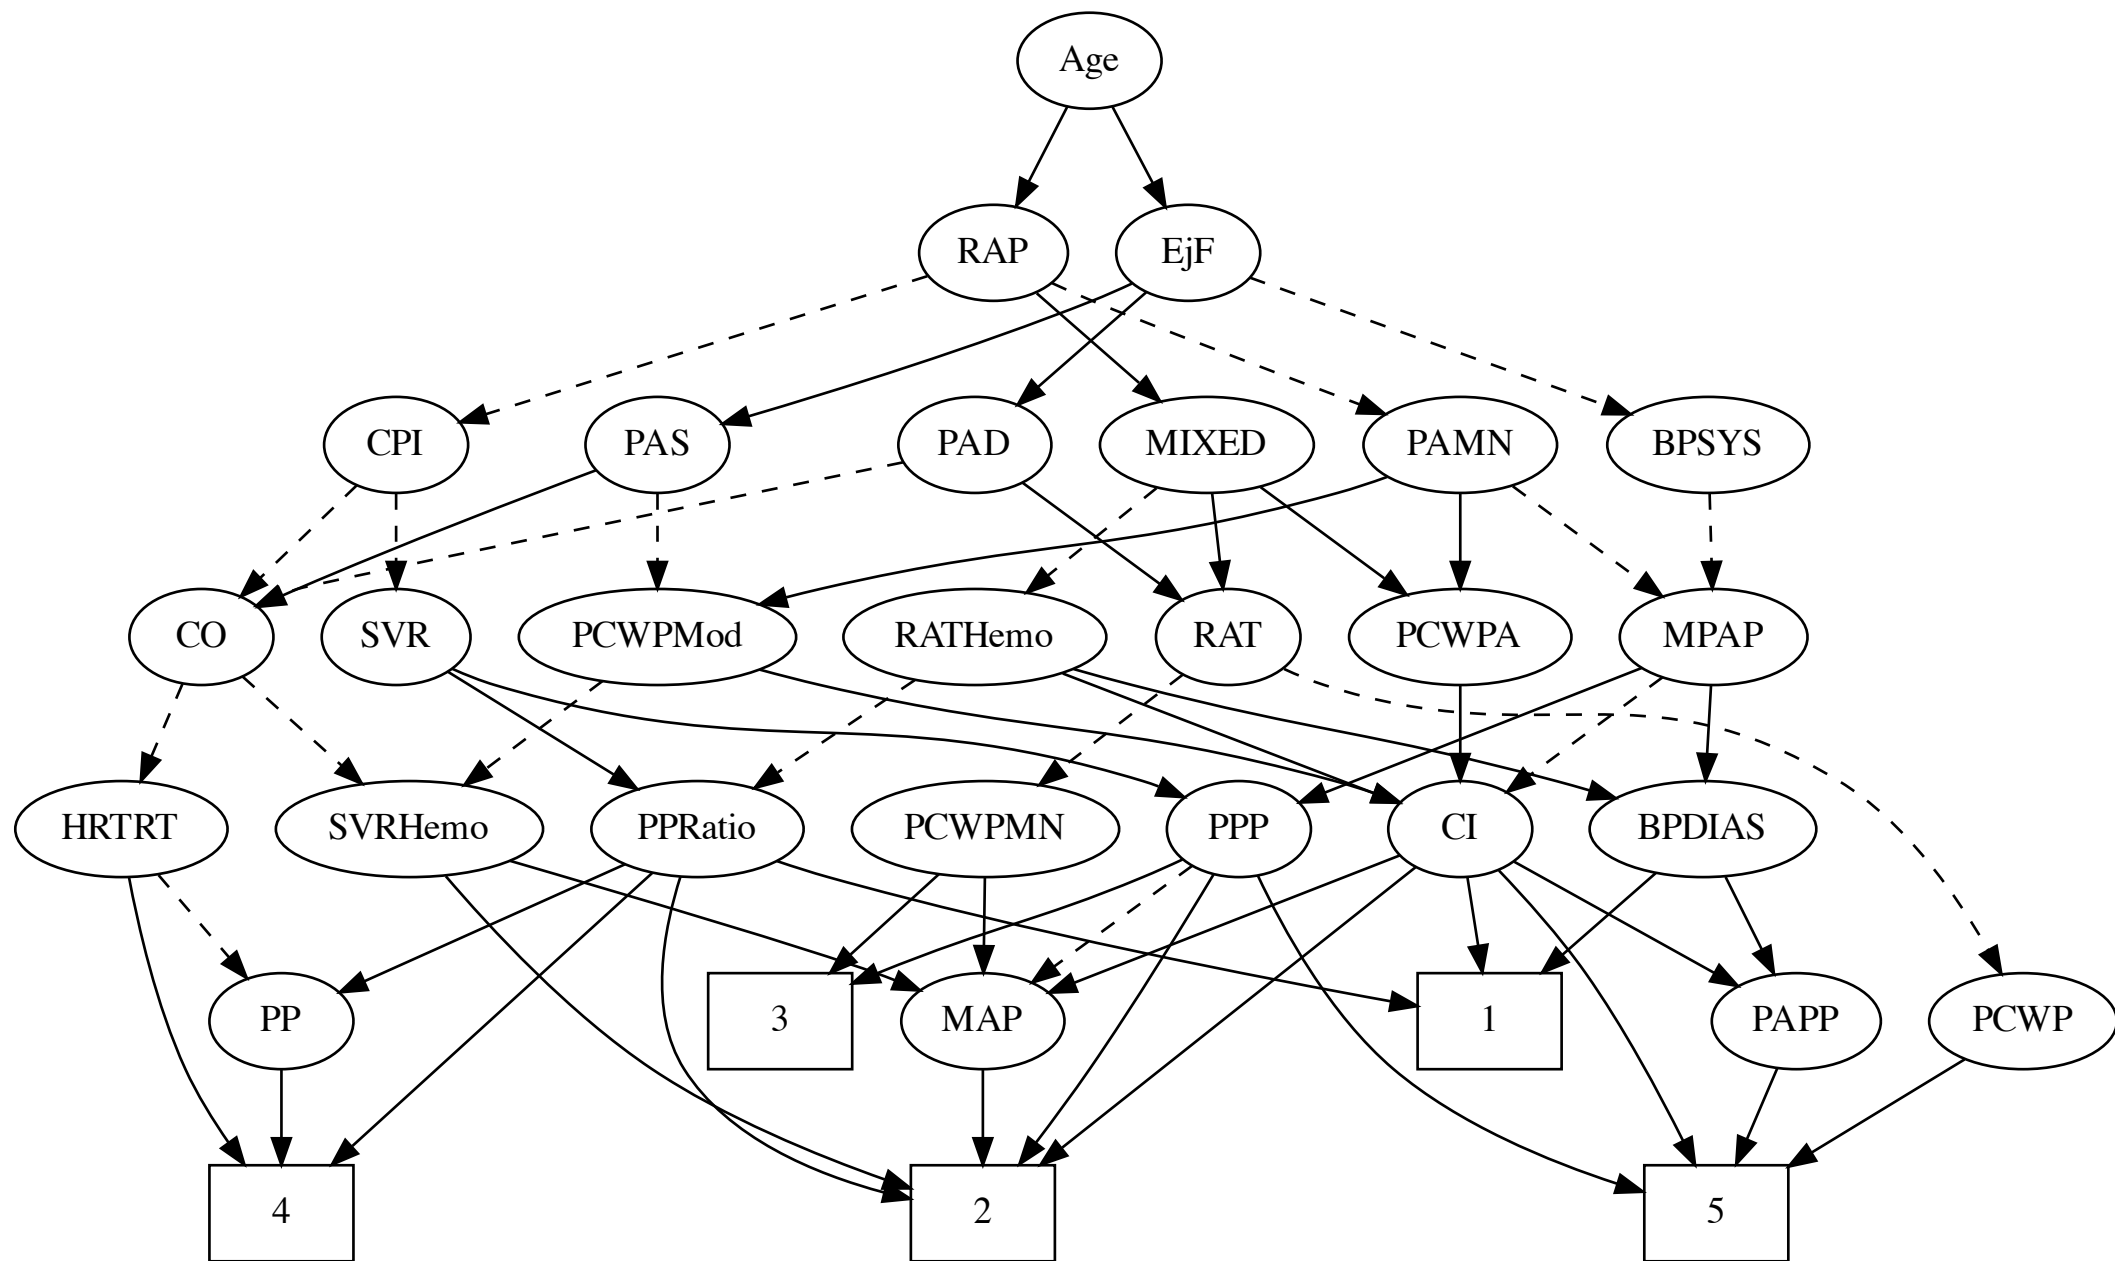 Age
RAP
EjF
CPI
PAS
PAD
MIXED
PAMN
BPSYS
CO
SVR
PCWPMod
RATHemo
RAT
PCWPA
MPAP
HRTRT
SVRHemo
PPRatio
PCWPMN
PPP
CI
BPDIAS
PP
3
MAP
1
PAPP
PCWP
4
2
5